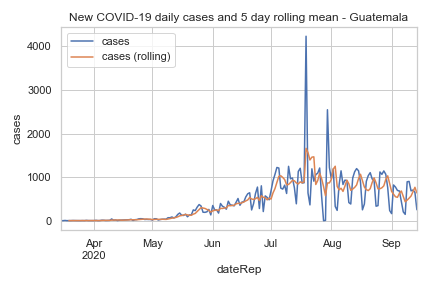 New COVID-19 daily cases and 5 day rolling mean - Guatemala
cases
cases (rolling)
4000
3000
2000
1000
0
cases
Apr
2020
May
Jun
Jul
Aug
Sep
dateRep